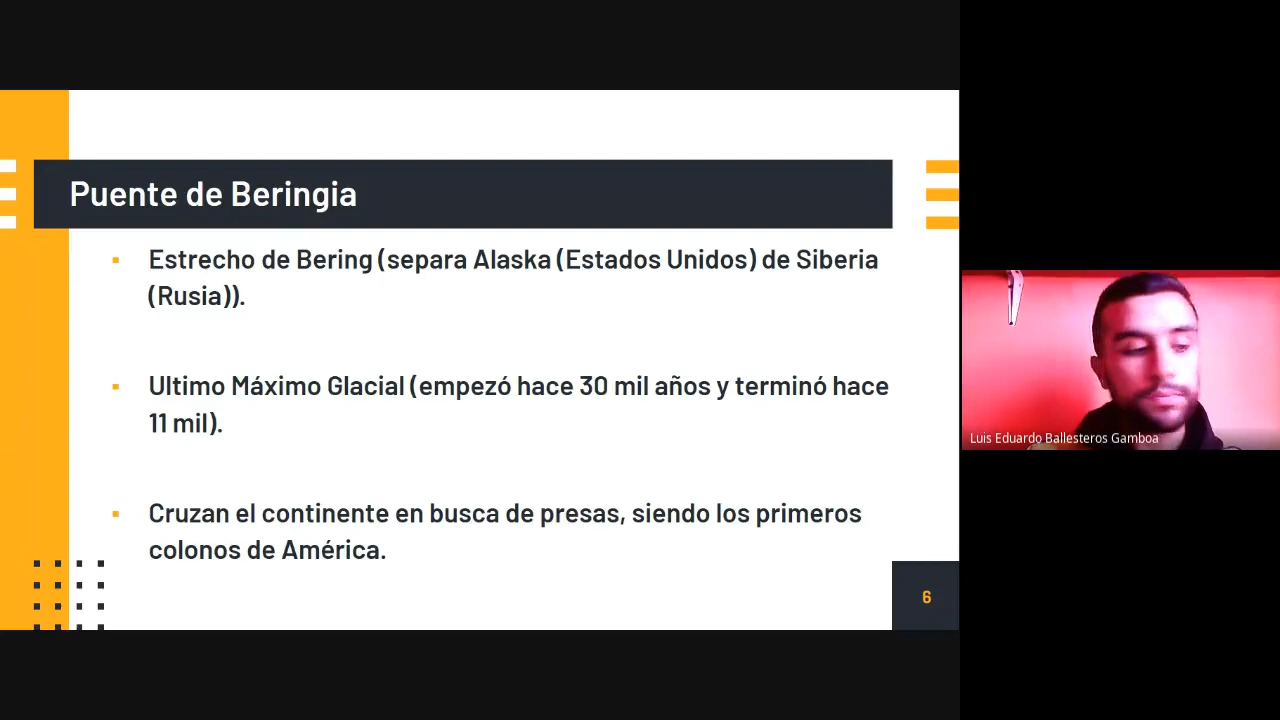 Puente de Beringia
▪ Estrecho de Bering (separa Alaska (Estados Unidos) de Siberia
(Rusia)).
▪ Ultimo Máximo Glacial (empezó hace 30 mil años y terminó hace
11 mil).
▪ Cruzan el continente en busca de presas, siendo los primeros
colonos de América.
6
Luis Eduardo Ballesteros Gamboa